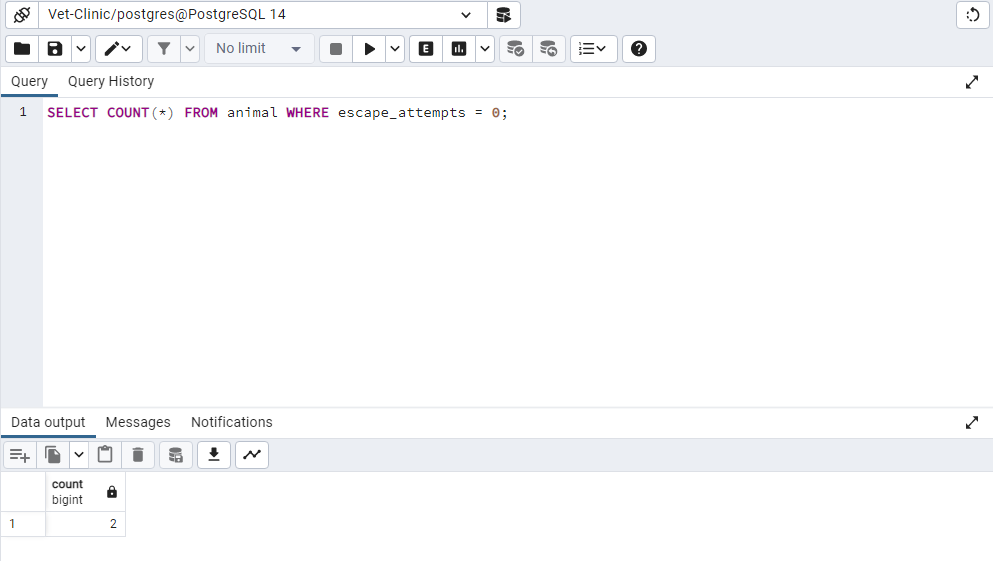 Vet-Clinic/postgres@PostgreSQL 14
No limit
E
Query Query History
1 SELECT COUNT(*) FROM animal WHERE escape_attempts = 0;
Data output Messages Notifications
count
bigint
1 2